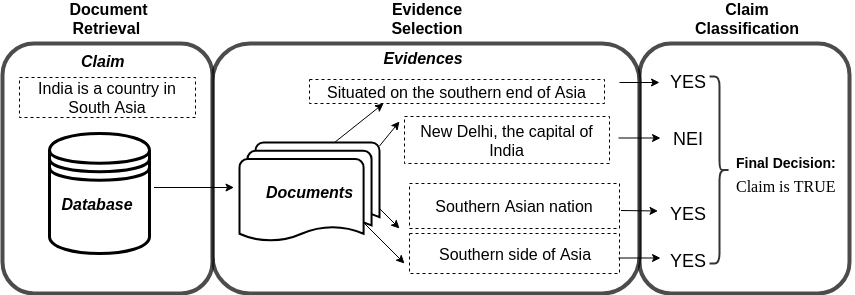 Document
Retrieval
Evidence
Selection
Claim
Classification
Claim
India is a country in
South Asia
Database
Evidences
Situated on the southern end of Asia
New Delhi, the capital of
India
Documents
Southern Asian nation
Southern side of Asia
YES
NEI
YES
YES
Final Decision:
Claim is TRUE